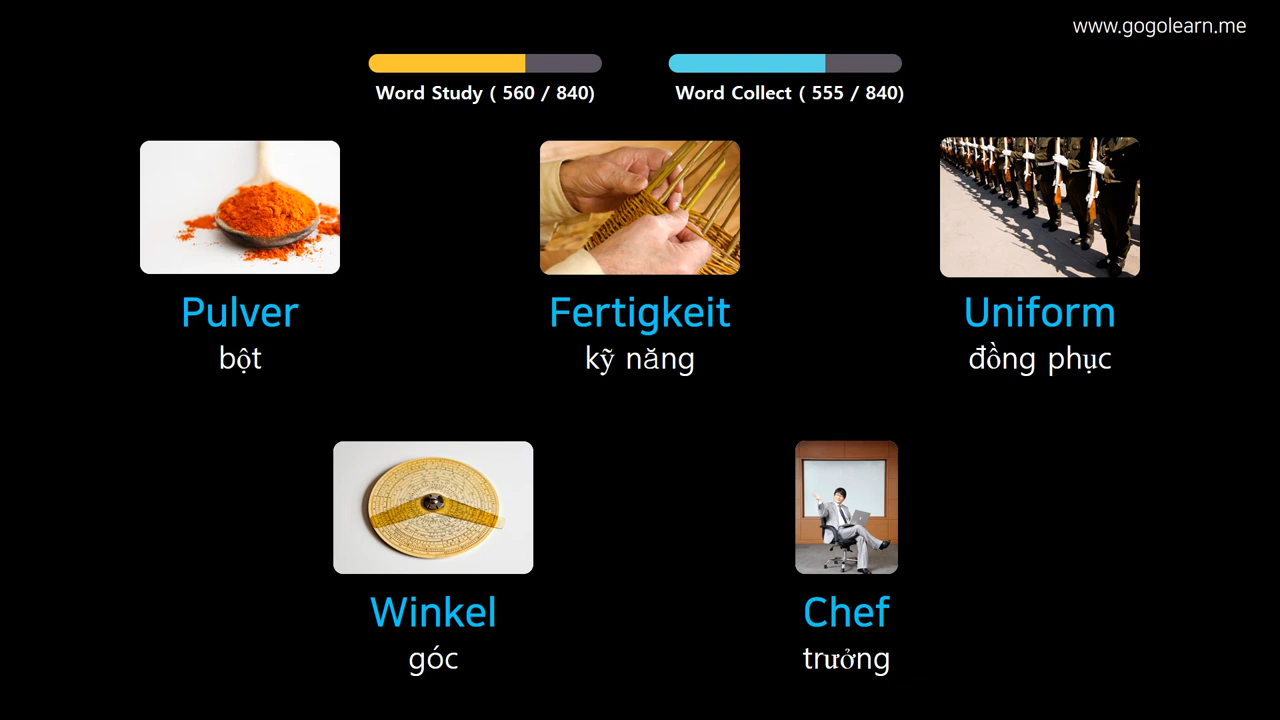 www.gogolearn.me
Word Study ( 560 / 840)
Word Collect ( 555 / 840)
Pulver
bột
Fertigkeit
kỹ năng
Uniform
đồng phục
Winkel
góc
Chef
trưởng